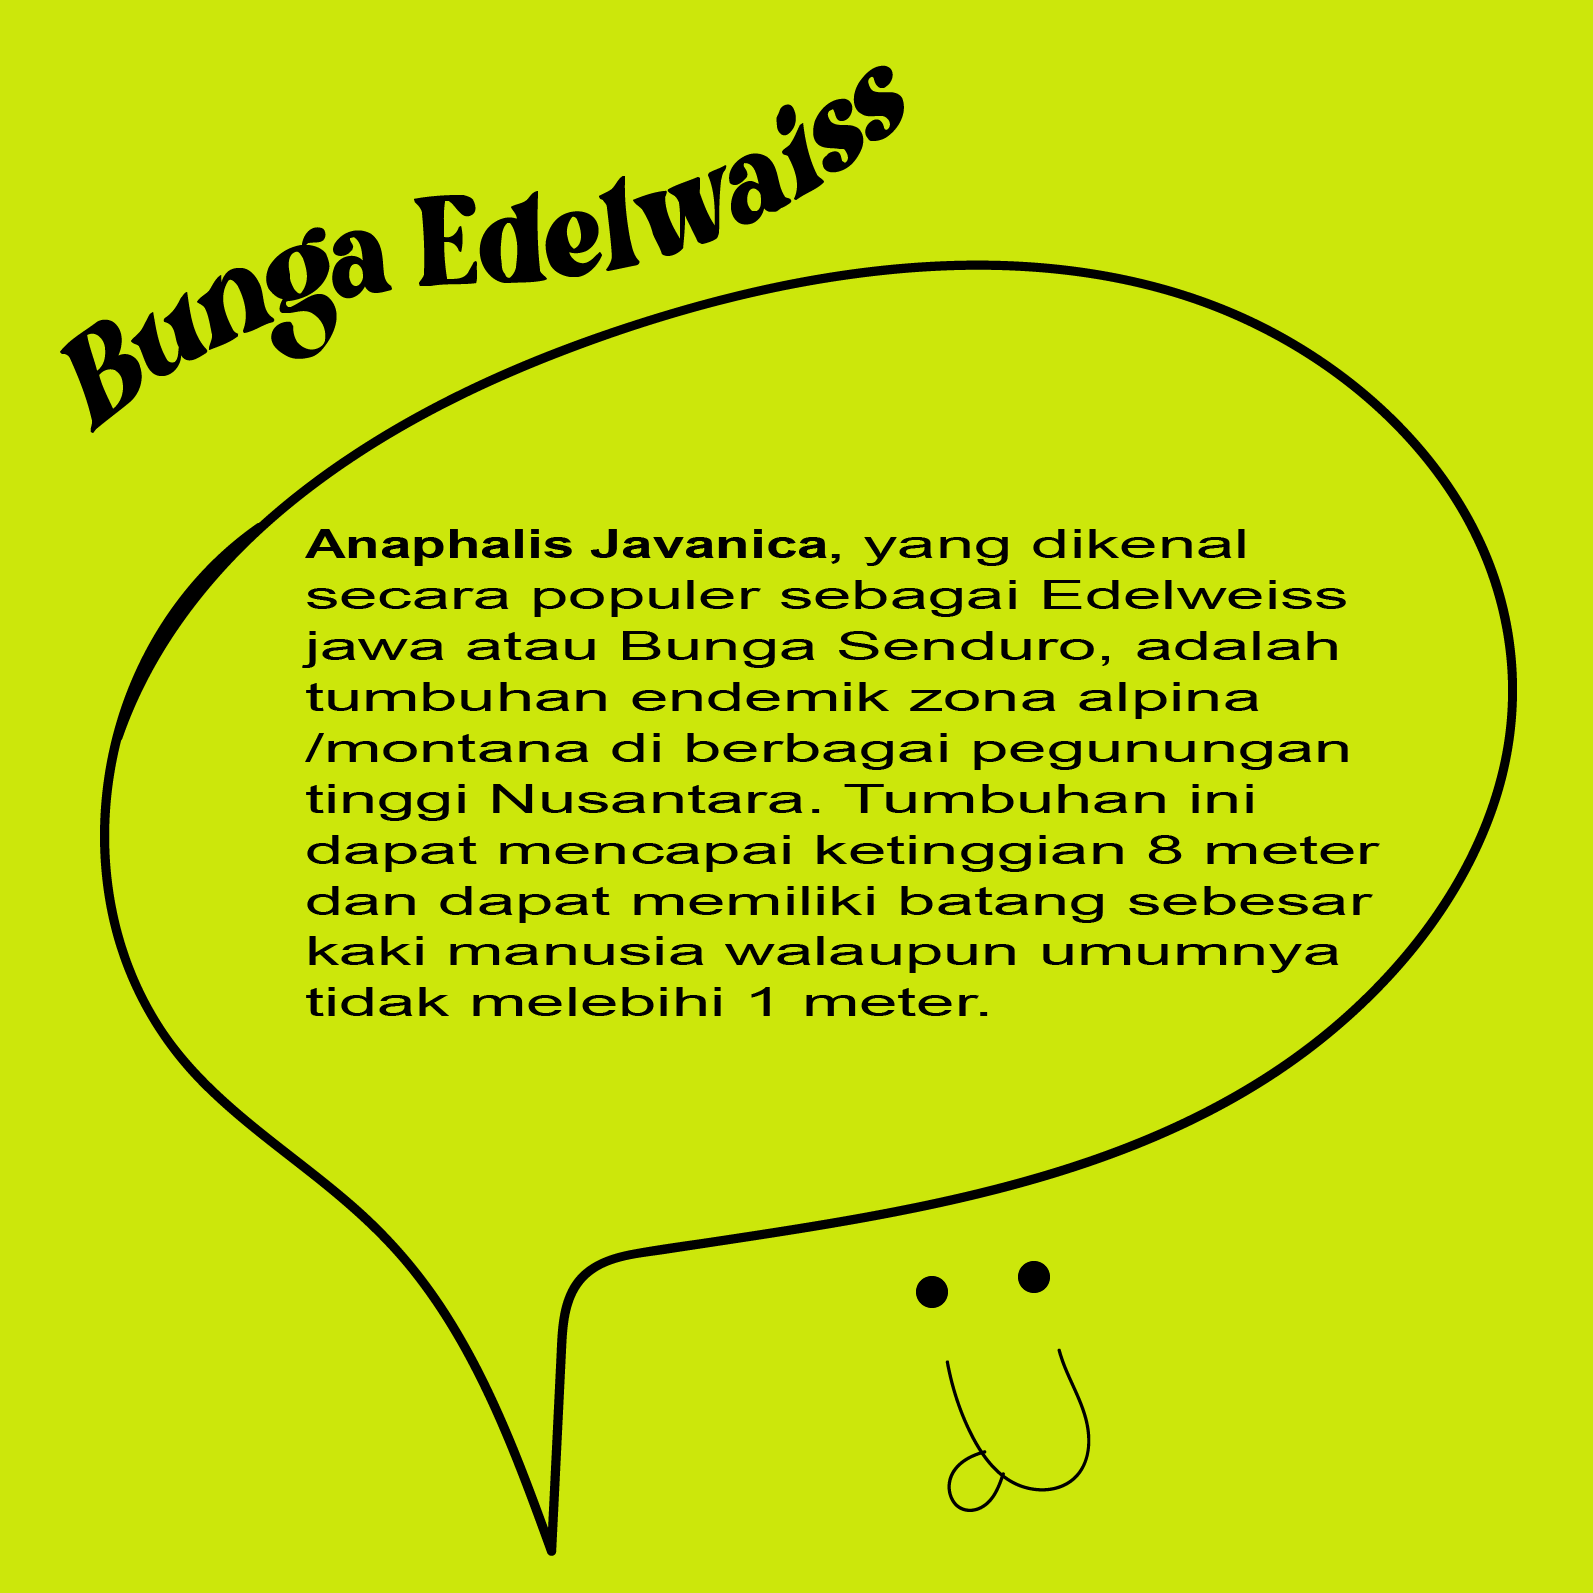 Bunga Edelwaiss
Anaphalis Javanica, yang dikenal
secara populer sebagai Edelweiss
jawa atau Bunga Senduro, adalah
tumbuhan endemik zona alpina
/montana di berbagai pegunungan
tinggi Nusantara. Tumbuhan ini
dapat mencapai ketinggian 8 meter
dan dapat memiliki batang sebesar
kaki manusia walaupun umumnya
tidak melebihi 1 meter.